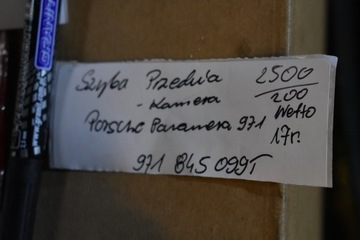 Szyba Przednia
- Kamera
Porsche Panamera 971
971 845 099T
2500
200
Netto
17r.